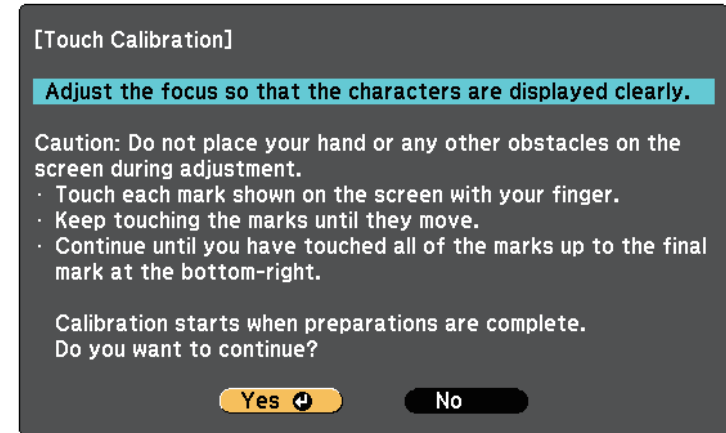 [Touch Calibration]
Adjust the focus so that the characters are displayed clearly.
Caution: Do not place your hand or any other obstacles on the
screen during adjustment.
· Touch each mark shown on the screen with your finger.
· Keep touching the marks until they move.
· Continue until you have touched all of the marks up to the final
mark at the bottom-right.
Calibration starts when preparations are complete.
Do you want to continue?
Yes No